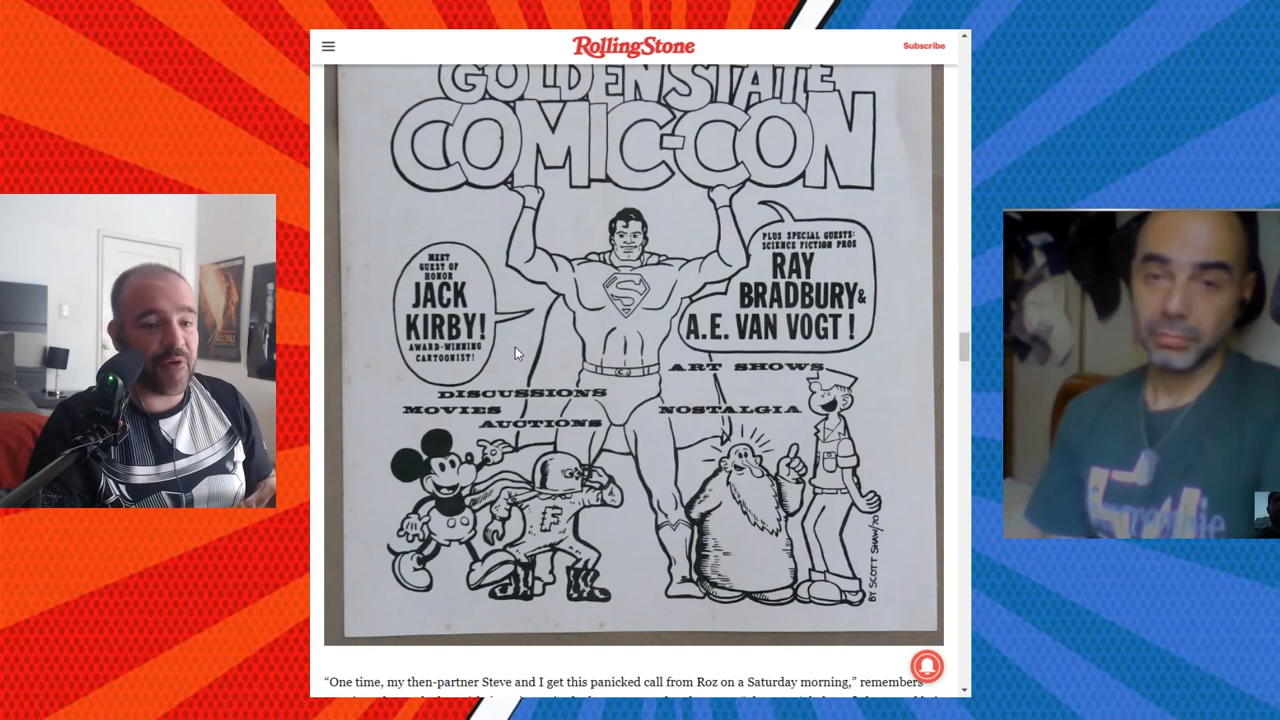 RollingStone
Subscribe
GOLDEN STATE
COMIC-CON
MEET
GUEST OF
HONOR
JACK
KIRBY!
AWARD-WINNING
CARTOONIST!
PLUS SPECIAL GUESTS:
SCIENCE FICTION PROS
RAY
BRADBURY &
A.E. VAN VOGT!
S
ART SHOWS
DISCUSSIONS
MOVIES
NOSTALGIA
AUCTIONS
F
BY SCOTT SHAW/70
“One time, my then-partner Steve and I get this panicked call from Roz on a Saturday morning,” remembers